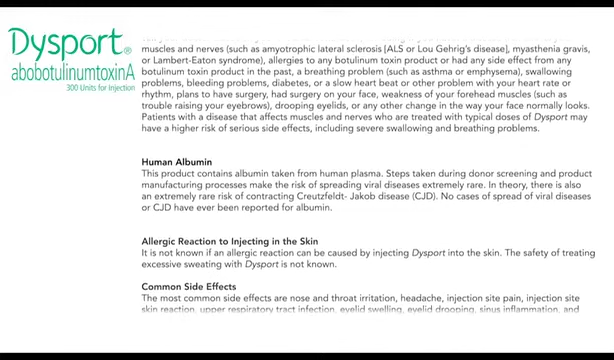 Dysport®
abobotulinumtoxinA
300 Units for Injection
muscles and nerves (such as amyotrophic lateral sclerosis [ALS or Lou Gehrig's disease], myasthenia gravis,
or Lambert-Eaton syndrome), allergies to any botulinum toxin product or had any side effect from any
botulinum toxin product in the past, a breathing problem (such as asthma or emphysema), swallowing
problems, bleeding problems, diabetes, or a slow heart beat or other problem with your heart rate or
rhythm, plans to have surgery, had surgery on your face, weakness of your forehead muscles (such as
trouble raising your eyebrows), drooping eyelids, or any other change in the way your face normally looks.
Patients with a disease that affects muscles and nerves who are treated with typical doses of Dysport may
have a higher risk of serious side effects, including severe swallowing and breathing problems.
Human Albumin
This product contains albumin taken from human plasma. Steps taken during donor screening and product
manufacturing processes make the risk of spreading viral diseases extremely rare. In theory, there is also
an extremely rare risk of contracting Creutzfeldt- Jakob disease (CJD). No cases of spread of viral diseases
or CJD have ever been reported for albumin.
Allergic Reaction to Injecting in the Skin
It is not known if an allergic reaction can be caused by injecting Dysport into the skin. The safety of treating
excessive sweating with Dysport is not known.
Common Side Effects
The most common side effects are nose and throat irritation, headache, injection site pain, injection site
skin reaction, upper respiratory tract infection, eyelid swelling, eyelid drooping, sinus inflammation, and